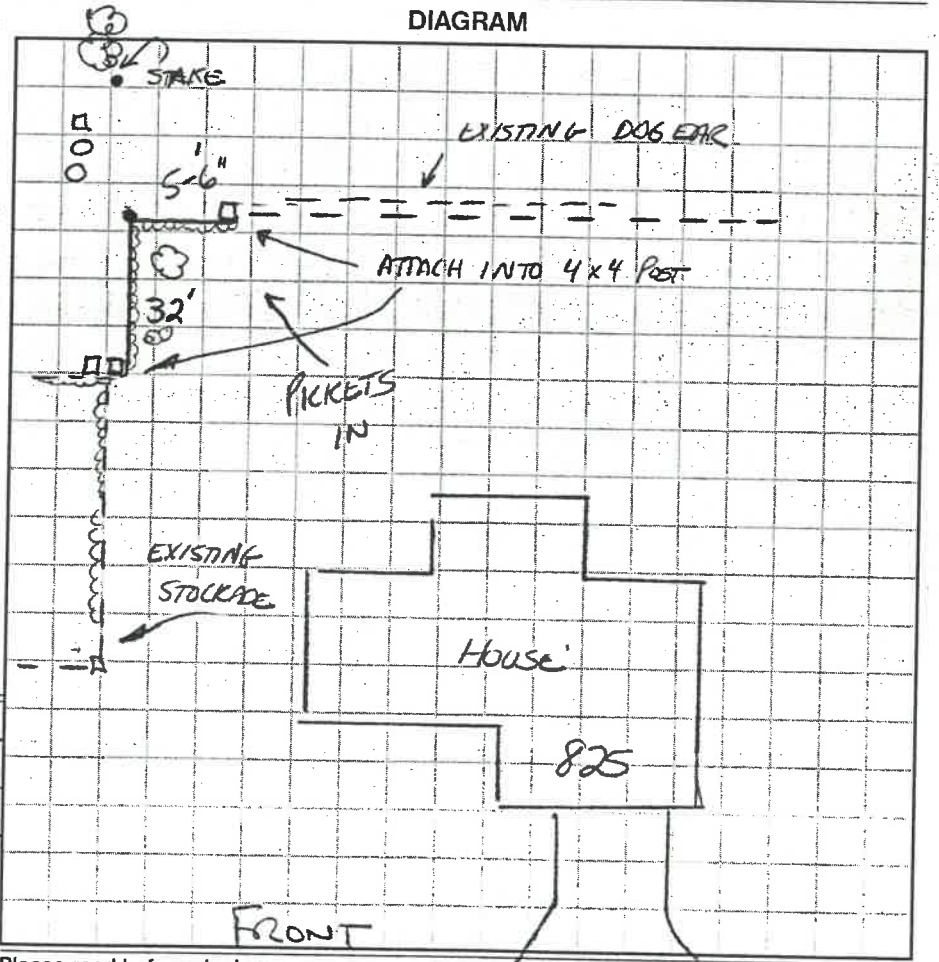 DIAGRAM
STAKE
EXISTING DOG EAR
5'-6"
ATTACH INTO 4x4 POST
32'
PICKETS
IN
EXISTING
STOCKADE
HOUSE
825
FRONT